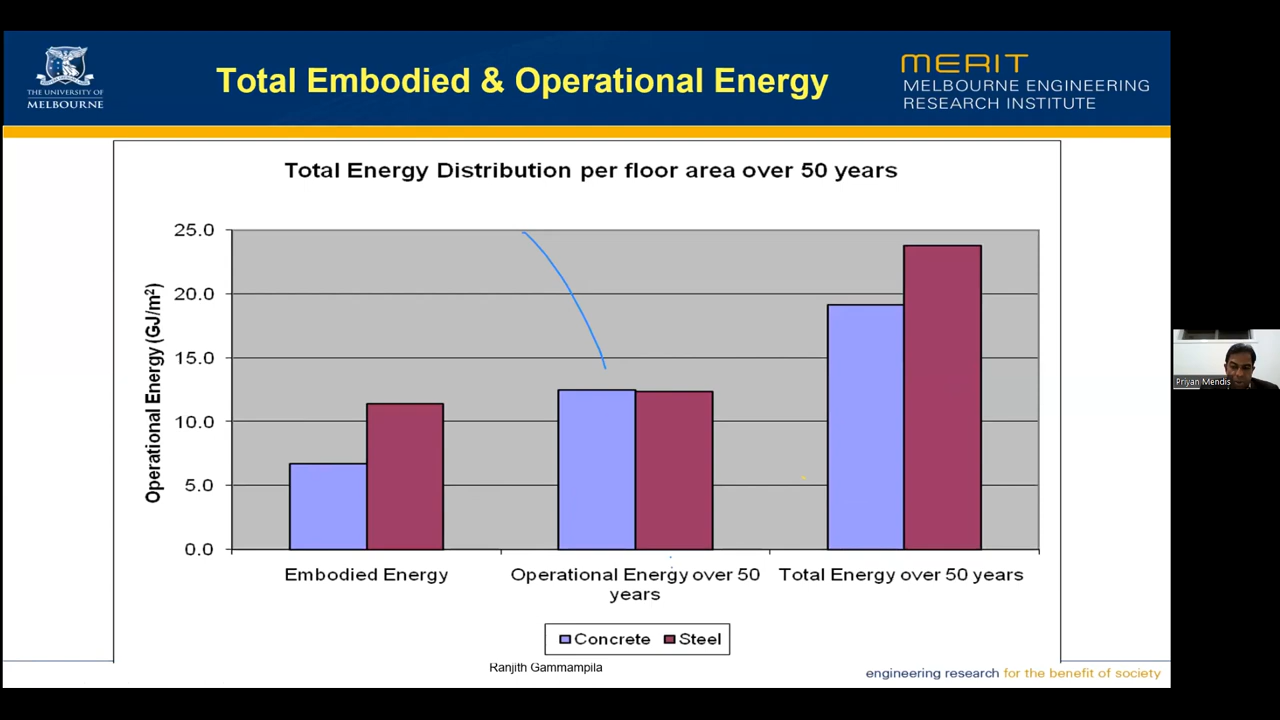 THE UNIVERSITY OF
MELBOURNE
Total Embodied & Operational Energy
MERIT
MELBOURNE ENGINEERING
RESEARCH INSTITUTE
Total Energy Distribution per floor area over 50 years
Operational Energy (GJ/m²)
25.0
20.0
15.0
10.0
5.0
0.0
Embodied Energy
Operational Energy over 50
years
Total Energy over 50 years
Concrete
Steel
Ranjith Gammampila
engineering research for the benefit of society
Priyan Mendis